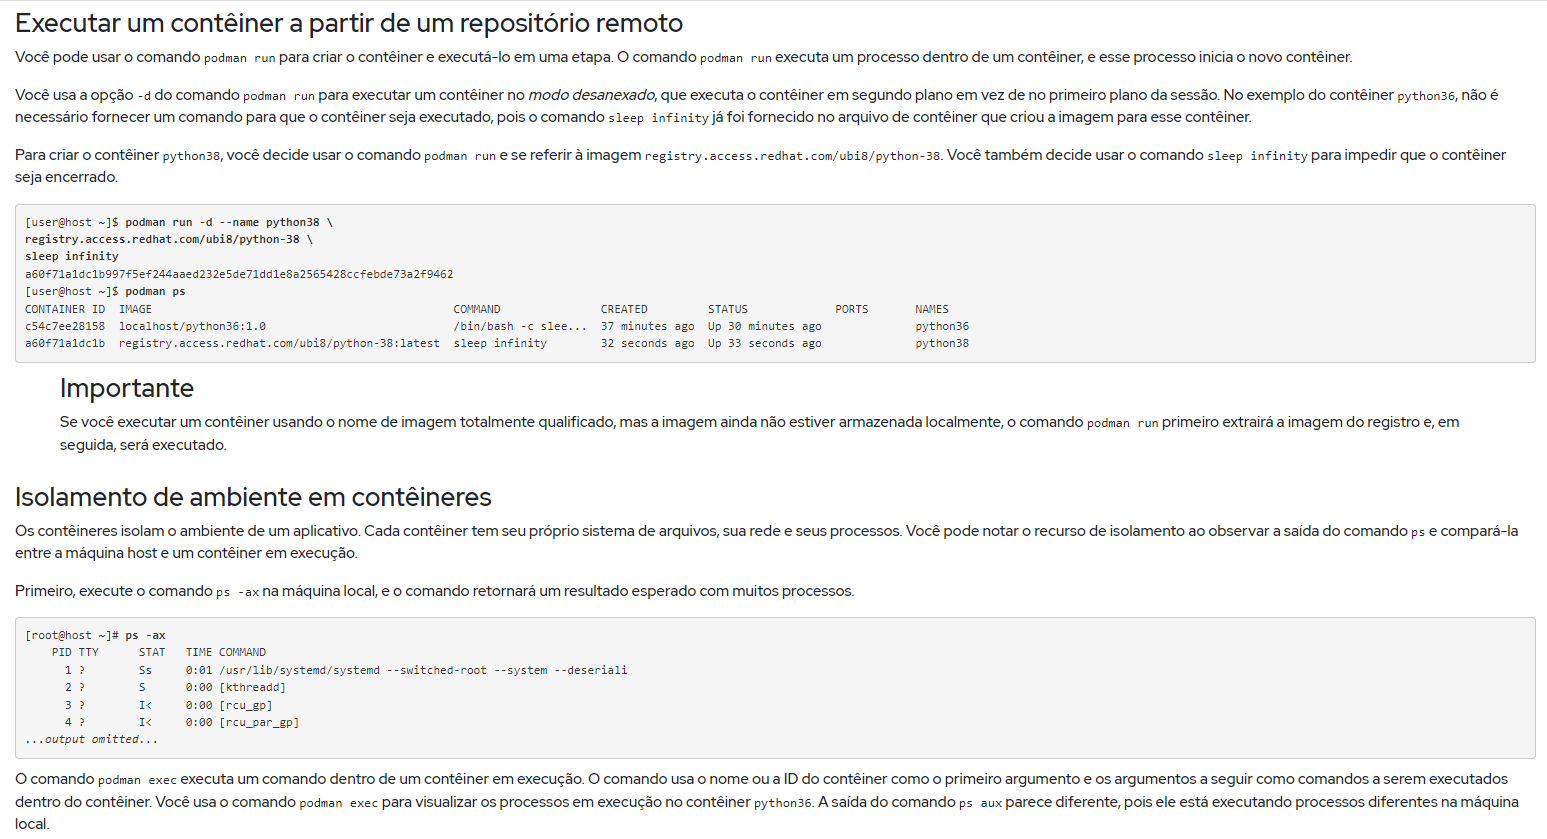 Executar um contêiner a partir de um repositório remoto
Você pode usar o comando podman run para criar o contêiner e executá-lo em uma etapa. O comando podman run executa um processo dentro de um contêiner, e esse processo inicia o novo contêiner.
Você usa a opção -d do comando podman run para executar um contêiner no modo desanexado, que executa o contêiner em segundo plano em vez de no primeiro plano da sessão. No exemplo do contêiner python36, não é
necessário fornecer um comando para que o contêiner seja executado, pois o comando sleep infinity já foi fornecido no arquivo de contêiner que criou a imagem para esse contêiner.
Para criar o contêiner python38, você decide usar o comando podman run e se referir à imagem registry.access.redhat.com/ubi8/python-38. Você também decide usar o comando sleep infinity para impedir que o contêiner
seja encerrado.
[user@host ~]$ podman run -d --name python38 \
registry.access.redhat.com/ubi8/python-38 \
sleep infinity
a60f71a1dc1b997f5ef244aaed232e5de71dd1e8a2565428ccfebde73a2f9462
[user@host ~]$ podman ps
CONTAINER ID  IMAGE                                             COMMAND               CREATED         STATUS             PORTS       NAMES
c54c7ee28158  localhost/python36:1.0                            /bin/bash -c slee...  37 minutes ago  Up 30 minutes ago              python36
a60f71a1dc1b  registry.access.redhat.com/ubi8/python-38:latest  sleep infinity        32 seconds ago  Up 33 seconds ago              python38
Importante
Se você executar um contêiner usando o nome de imagem totalmente qualificado, mas a imagem ainda não estiver armazenada localmente, o comando podman run primeiro extrairá a imagem do registro e, em
seguida, será executado.
Isolamento de ambiente em contêineres
Os contêineres isolam o ambiente de um aplicativo. Cada contêiner tem seu próprio sistema de arquivos, sua rede e seus processos. Você pode notar o recurso de isolamento ao observar a saída do comando ps e compará-la
entre a máquina host e um contêiner em execução.
Primeiro, execute o comando ps -ax na máquina local, e o comando retornará um resultado esperado com muitos processos.
[root@host ~]# ps -ax
PID TTY      STAT   TIME COMMAND
1 ?        Ss     0:01 /usr/lib/systemd/systemd --switched-root --system --deseriali
2 ?        S      0:00 [kthreadd]
3 ?        I<     0:00 [rcu_gp]
4 ?        I<     0:00 [rcu_par_gp]
...output omitted...
O comando podman exec executa um comando dentro de um contêiner em execução. O comando usa o nome ou a ID do contêiner como o primeiro argumento e os argumentos a seguir como comandos a serem executados
dentro do contêiner. Você usa o comando podman exec para visualizar os processos em execução no contêiner python36. A saída do comando ps aux parece diferente, pois ele está executando processos diferentes na máquina
local.